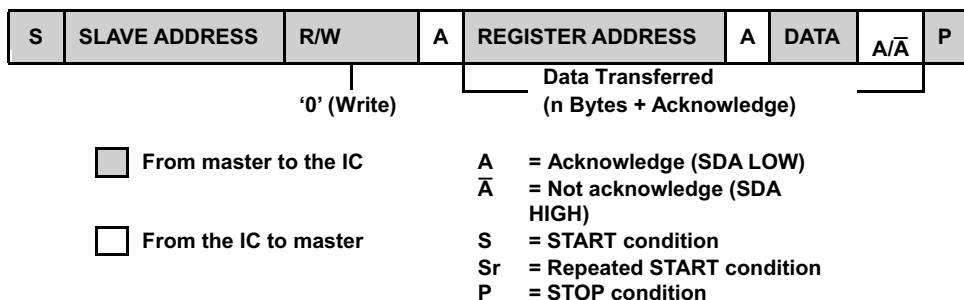 S SLAVE ADDRESS R/W A REGISTER ADDRESS A DATA A/A̅ P
Data Transferred
‘0’ (Write) (n Bytes + Acknowledge)
From master to the IC
A = Acknowledge (SDA LOW)
A̅ = Not acknowledge (SDA
HIGH)
From the IC to master
S = START condition
Sr = Repeated START condition
P = STOP condition